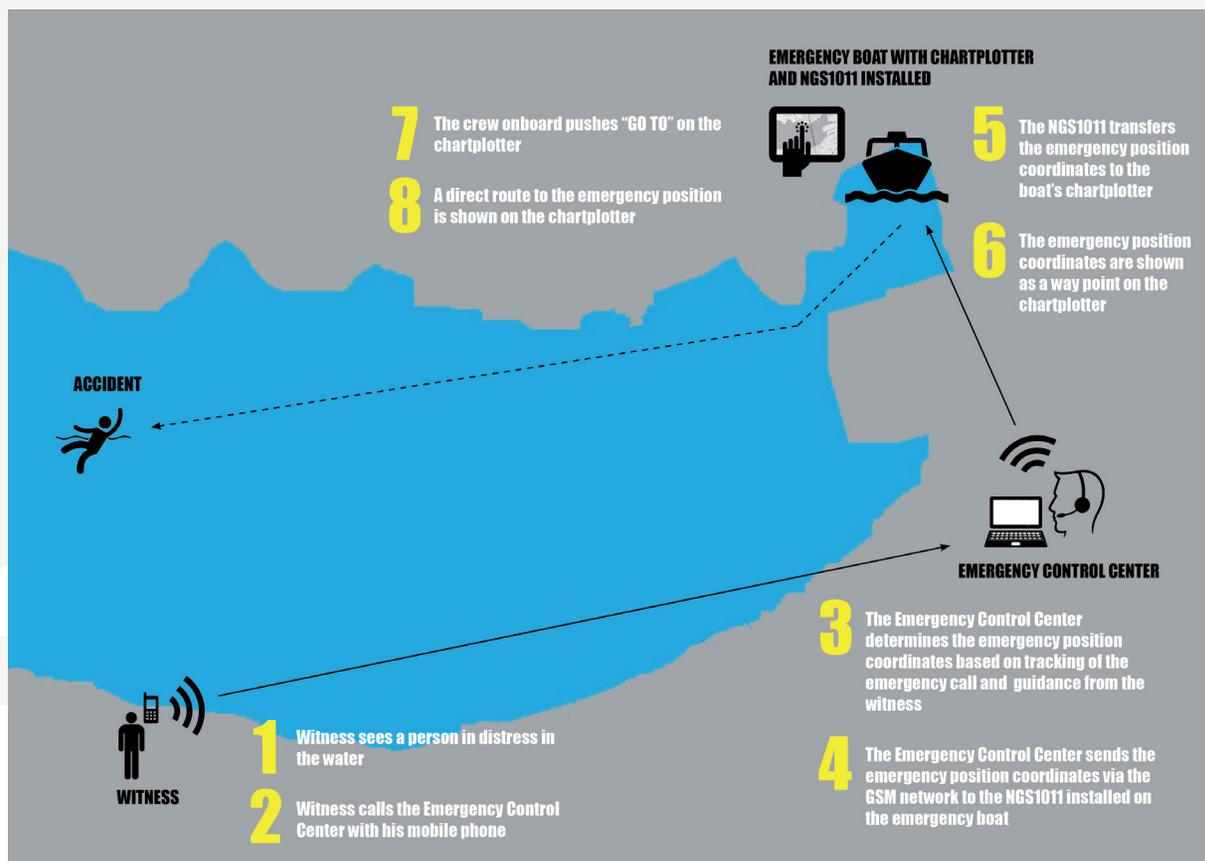 EMERGENCY BOAT WITH CHARTPLOTTER
AND NGS1011 INSTALLED
7
The crew onboard pushes “GO TO” on the
chartplotter
8
A direct route to the emergency position
is shown on the chartplotter
5
The NGS1011 transfers
the emergency position
coordinates to the
boat’s chartplotter
6
The emergency position
coordinates are shown
as a way point on the
chartplotter
ACCIDENT
EMERGENCY CONTROL CENTER
3
The Emergency Control Center
determines the emergency position
coordinates based on tracking of the
emergency call and guidance from the
witness
4
The Emergency Control Center sends the
emergency position coordinates via the
GSM network to the NGS1011 installed on
the emergency boat
WITNESS
1
Witness sees a person in distress in
the water
2
Witness calls the Emergency Control
Center with his mobile phone